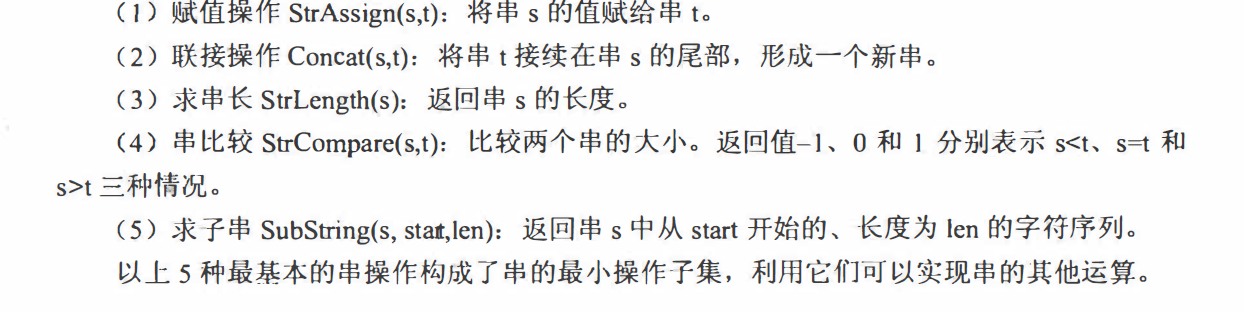 （1）赋值操作 StrAssign(s,t)：将串 s 的值赋给串 t。
（2）联接操作 Concat(s,t)：将串 t 接续在串 s 的尾部，形成一个新串。
（3）求串长 StrLength(s)：返回串 s 的长度。
（4）串比较 StrCompare(s,t)：比较两个串的大小。返回值–1、0 和 1 分别表示 s<t、s=t 和
s>t 三种情况。
（5）求子串 SubString(s, start,len)：返回串 s 中从 start 开始的、长度为 len 的字符序列。
以上 5 种最基本的串操作构成了串的最小操作子集，利用它们可以实现串的其他运算。